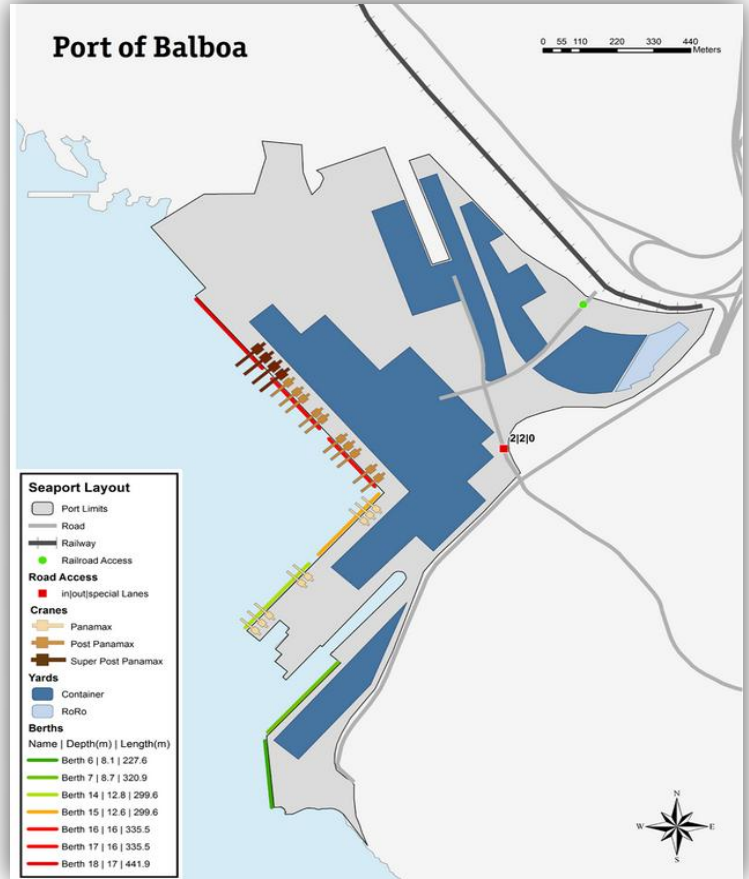 Port of Balboa
0 55 110 220 330 440
Meters
2|2|0
Seaport Layout
Port Limits
Road
Railway
Railroad Access
Road Access
in|out|special Lanes
Cranes
Panamax
Post Panamax
Super Post Panamax
Yards
Container
RoRo
Berths
Name | Depth(m) | Length(m)
Berth 6 | 8.1 | 227.6
Berth 7 | 8.7 | 320.9
Berth 14 | 12.8 | 299.6
Berth 15 | 12.6 | 299.6
Berth 16 | 16 | 335.5
Berth 17 | 16 | 335.5
Berth 18 | 17 | 441.9
N
W E
S